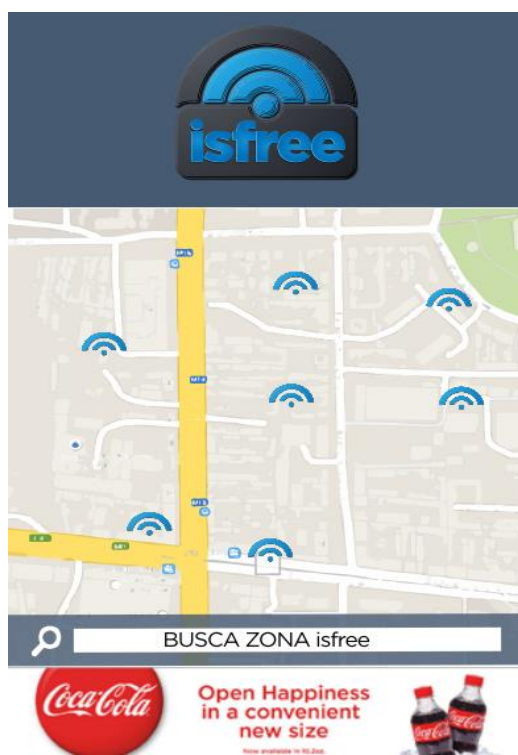 isfree
BUSCA ZONA isfree
Coca-Cola
Open Happiness
in a convenient
new size